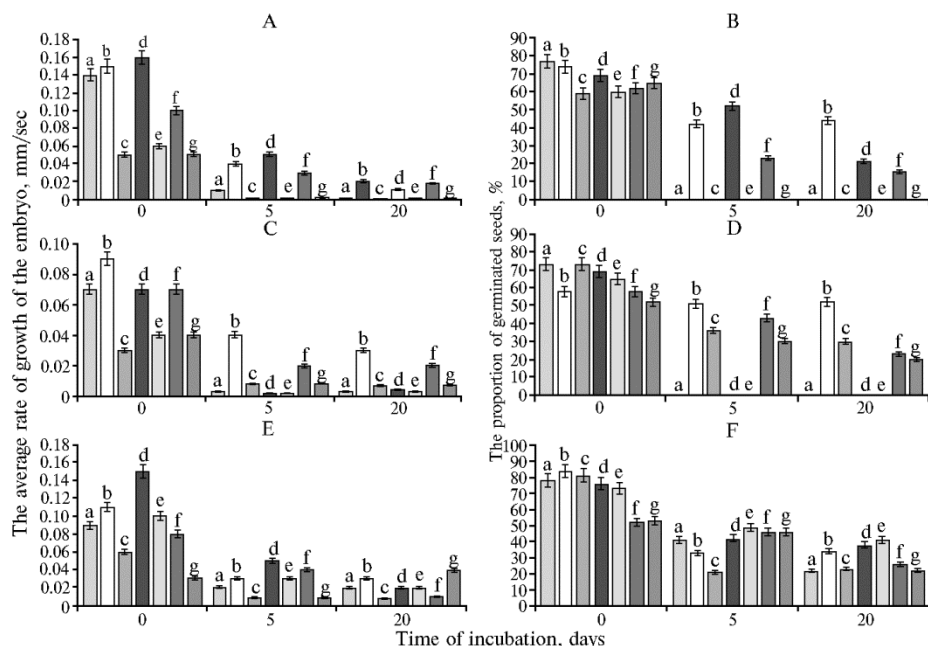 The average rate of growth of the embryo, mm/sec
A
0.18
0.16
0.14
0.12
0.10
0.08
0.06
0.04
0.02
0
a b c d e f g
a b c d e f g
a b c d e f g
0 5 20
The proportion of germinated seeds, %
B
90
80
70
60
50
40
30
20
10
0
a b c d e f g
a b c d e f g
a b c d e f g
0 5 20
C
0.10
0.08
0.06
0.04
0.02
0
a b c d e f g
a b c d e f g
a b c d e f g
0 5 20
D
90
80
70
60
50
40
30
20
10
0
a b c d e f g
a b c d e f g
a b c d e f g
0 5 20
E
0.18
0.16
0.14
0.12
0.10
0.08
0.06
0.04
0.02
0
a b c d e f g
a b c d e f g
a b c d e f g
0 5 20
F
100
90
80
70
60
50
40
30
20
10
0
a b c d e f g
a b c d e f g
a b c d e f g
0 5 20
Time of incubation, days